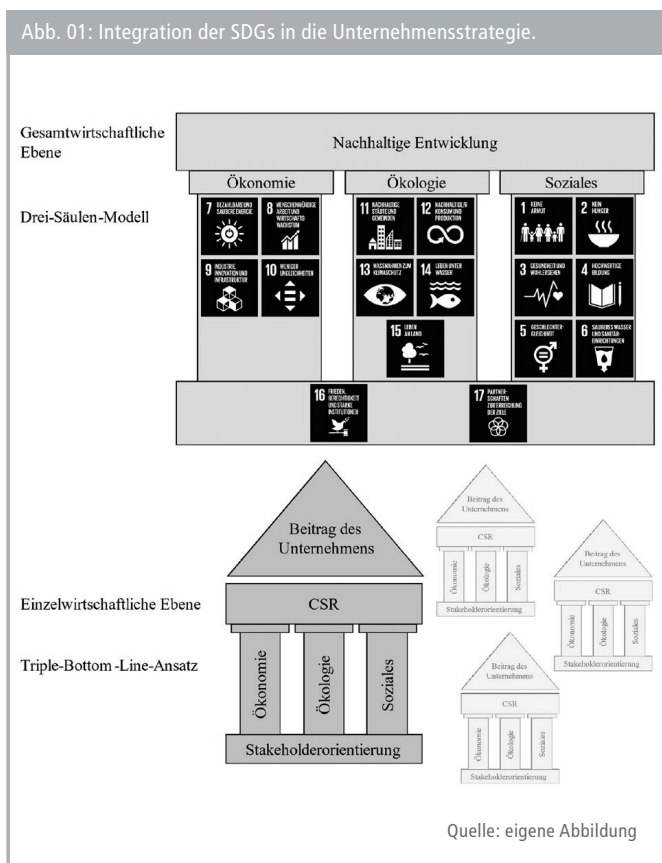 Abb. 01: Integration der SDGs in die Unternehmensstrategie.
Gesamtwirtschaftliche
Ebene
Nachhaltige Entwicklung
Drei-Säulen-Modell
Ökonomie
Ökologie
Soziales
7 BEZAHLBARE UND
SAUBERE ENERGIE
8 MENSCHENWÜRDIGE
ARBEIT UND
WIRTSCHAFTS-
WACHSTUM
11 NACHHALTIGE
STÄDTE UND
GEMEINDEN
12 NACHHALTIGE/R
KONSUM UND
PRODUKTION
1 KEINE
ARMUT
2 KEIN
HUNGER
9 INDUSTRIE,
INNOVATION UND
INFRASTRUKTUR
10 WENIGER
UNGLEICHHEITEN
13 MASSNAHMEN ZUM
KLIMASCHUTZ
14 LEBEN UNTER
WASSER
3 GESUNDHEIT UND
WOHLERGEHEN
4 HOCHWERTIGE
BILDUNG
15 LEBEN
AN LAND
5 GESCHLECHTER-
GLEICHHEIT
6 SAUBERES WASSER
UND SANITÄR-
EINRICHTUNGEN
16 FRIEDEN,
GERECHTIGKEIT
UND STARKE
INSTITUTIONEN
17 PARTNER-
SCHAFTEN
ZUR ERREICHUNG
DER ZIELE
Beitrag des
Unternehmens
Einzelwirtschaftliche Ebene
CSR
Triple-Bottom-Line-Ansatz
Ökonomie
Ökologie
Soziales
Stakeholderorientierung
Beitrag des
Unternehmens
CSR
Ökonomie
Ökologie
Soziales
Stakeholderorientierung
Beitrag des
Unternehmens
CSR
Ökonomie
Ökologie
Soziales
Stakeholderorientierung
Beitrag des
Unternehmens
CSR
Ökonomie
Ökologie
Soziales
Stakeholderorientierung
Quelle: eigene Abbildung